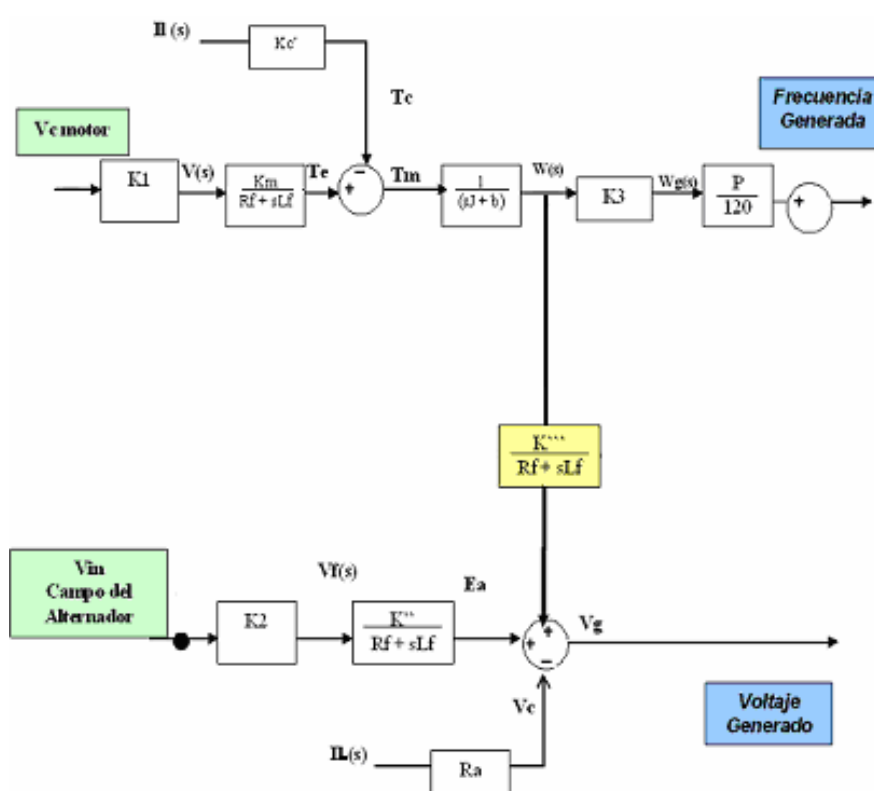 Il (s)
Kc'
Tc
Frecuencia
Generada
Vc motor
K1
V(s)
Km
Rf + sLf
Te
+
−
Tm
1
(sJ + b)
W(s)
K3
Wg(s)
P
120
+
K```
Rf + sLf
Vin
Campo del
Alternador
K2
Vf(s)
K``
Rf + sLf
Ea
+
+
−
Vg
Vc
IL(s)
Ra
Voltaje
Generado